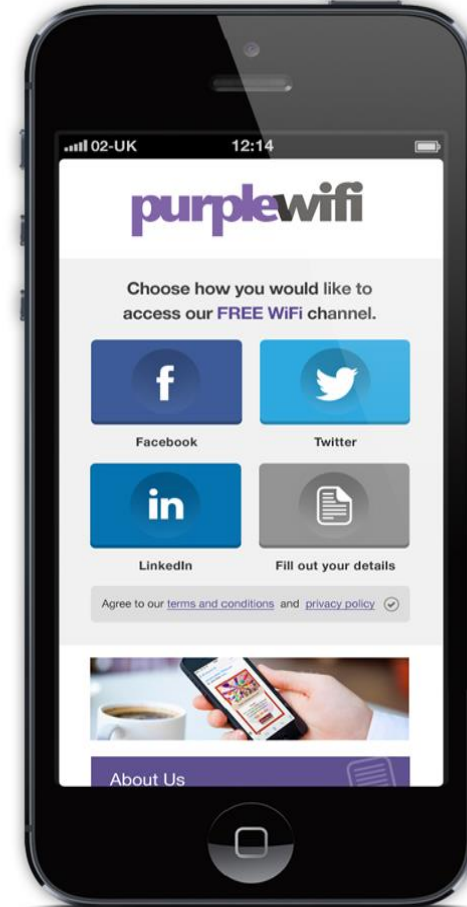 02-UK 12:14
purplewifi
Choose how you would like to
access our FREE WiFi channel.
f
Facebook Twitter
in
LinkedIn Fill out your details
Agree to our terms and conditions and privacy policy
About Us